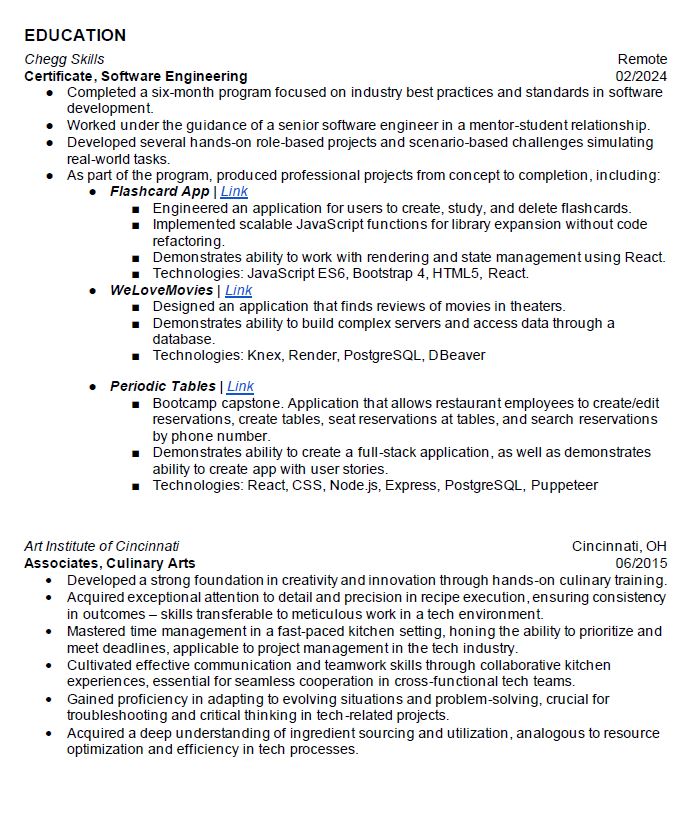 EDUCATION
Chegg Skills Remote
Certificate, Software Engineering 02/2024
● Completed a six-month program focused on industry best practices and standards in software
development.
● Worked under the guidance of a senior software engineer in a mentor-student relationship.
● Developed several hands-on role-based projects and scenario-based challenges simulating
real-world tasks.
● As part of the program, produced professional projects from concept to completion, including:
● Flashcard App | Link
■ Engineered an application for users to create, study, and delete flashcards.
■ Implemented scalable JavaScript functions for library expansion without code
refactoring.
■ Demonstrates ability to work with rendering and state management using React.
■ Technologies: JavaScript ES6, Bootstrap 4, HTML5, React.
● WeLoveMovies | Link
■ Designed an application that finds reviews of movies in theaters.
■ Demonstrates ability to build complex servers and access data through a
database.
■ Technologies: Knex, Render, PostgreSQL, DBeaver
● Periodic Tables | Link
■ Bootcamp capstone. Application that allows restaurant employees to create/edit
reservations, create tables, seat reservations at tables, and search reservations
by phone number.
■ Demonstrates ability to create a full-stack application, as well as demonstrates
ability to create app with user stories.
■ Technologies: React, CSS, Node.js, Express, PostgreSQL, Puppeteer
Art Institute of Cincinnati Cincinnati, OH
Associates, Culinary Arts 06/2015
● Developed a strong foundation in creativity and innovation through hands-on culinary training.
● Acquired exceptional attention to detail and precision in recipe execution, ensuring consistency
in outcomes – skills transferable to meticulous work in a tech environment.
● Mastered time management in a fast-paced kitchen setting, honing the ability to prioritize and
meet deadlines, applicable to project management in the tech industry.
● Cultivated effective communication and teamwork skills through collaborative kitchen
experiences, essential for seamless cooperation in cross-functional tech teams.
● Gained proficiency in adapting to evolving situations and problem-solving, crucial for
troubleshooting and critical thinking in tech-related projects.
● Acquired a deep understanding of ingredient sourcing and utilization, analogous to resource
optimization and efficiency in tech processes.